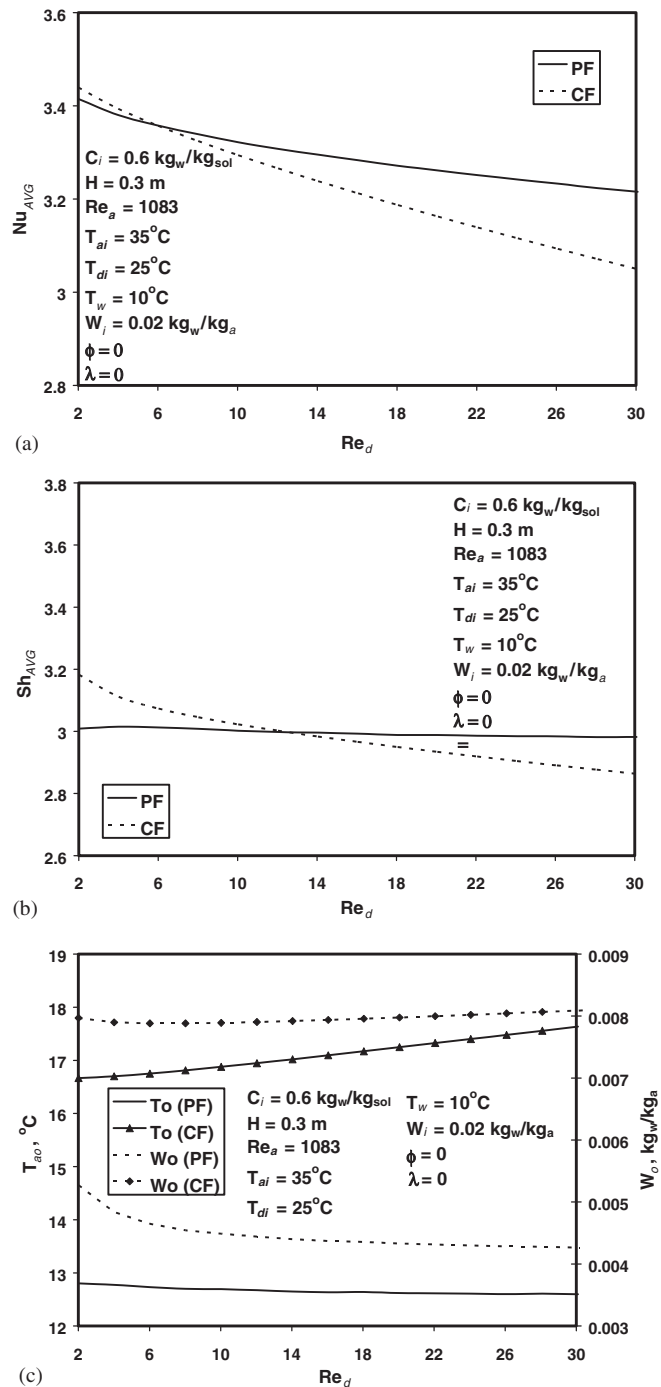 3.6
3.4
3.2
3
2.8
Nu_AVG
PF
CF
C_i = 0.6 kg_w/kg_sol
H = 0.3 m
Re_a = 1083
T_ai = 35°C
T_di = 25°C
T_w = 10°C
W_i = 0.02 kg_w/kg_a
ϕ = 0
λ = 0
2 6 10 14 18 22 26 30
(a)
Re_d
3.8
3.6
3.4
3.2
3
2.8
2.6
Sh_AVG
C_i = 0.6 kg_w/kg_sol
H = 0.3 m
Re_a = 1083
T_ai = 35°C
T_di = 25°C
T_w = 10°C
W_i = 0.02 kg_w/kg_a
ϕ = 0
λ = 0
=
PF
CF
2 6 10 14 18 22 26 30
(b)
Re_d
19
18
17
16
15
14
13
12
T_ao, °C
To (PF)
To (CF)
Wo (PF)
Wo (CF)
C_i = 0.6 kg_w/kg_sol
H = 0.3 m
Re_a = 1083
T_ai = 35°C
T_di = 25°C
T_w = 10°C
W_i = 0.02 kg_w/kg_a
ϕ = 0
λ = 0
0.009
0.008
0.007
0.006
0.005
0.004
0.003
W_o, kg_w/kg_a
2 6 10 14 18 22 26 30
(c)
Re_d